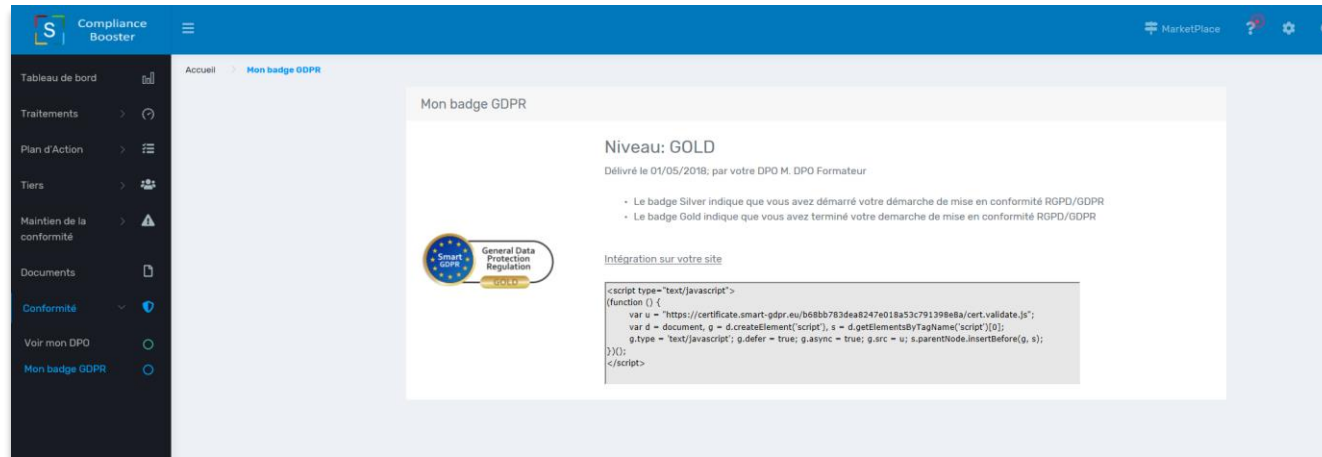 S Compliance
Booster
MarketPlace
?
Tableau de bord
Traitements
Plan d'Action
Tiers
Maintien de la
conformité
Documents
Conformité
Voir mon DPO
Mon badge GDPR
Accueil > Mon badge GDPR
Mon badge GDPR
Smart
GDPR
General Data
Protection
Regulation
GOLD
Niveau: GOLD
Délivré le 01/05/2018; par votre DPO M. DPO Formateur
• Le badge Silver indique que vous avez démarré votre démarche de mise en conformité RGPD/GDPR
• Le badge Gold indique que vous avez terminé votre demarche de mise en conformité RGPD/GDPR
Intégration sur votre site
<script type="text/javascript">
(function () {
var u = "https://certificate.smart-gdpr.eu/b68bb783dea8247e018a53c791398e8a/cert.validate.js";
var d = document, g = d.createElement('script'), s = d.getElementsByTagName('script')[0];
g.type = 'text/javascript'; g.defer = true; g.async = true; g.src = u; s.parentNode.insertBefore(g, s);
})();
</script>